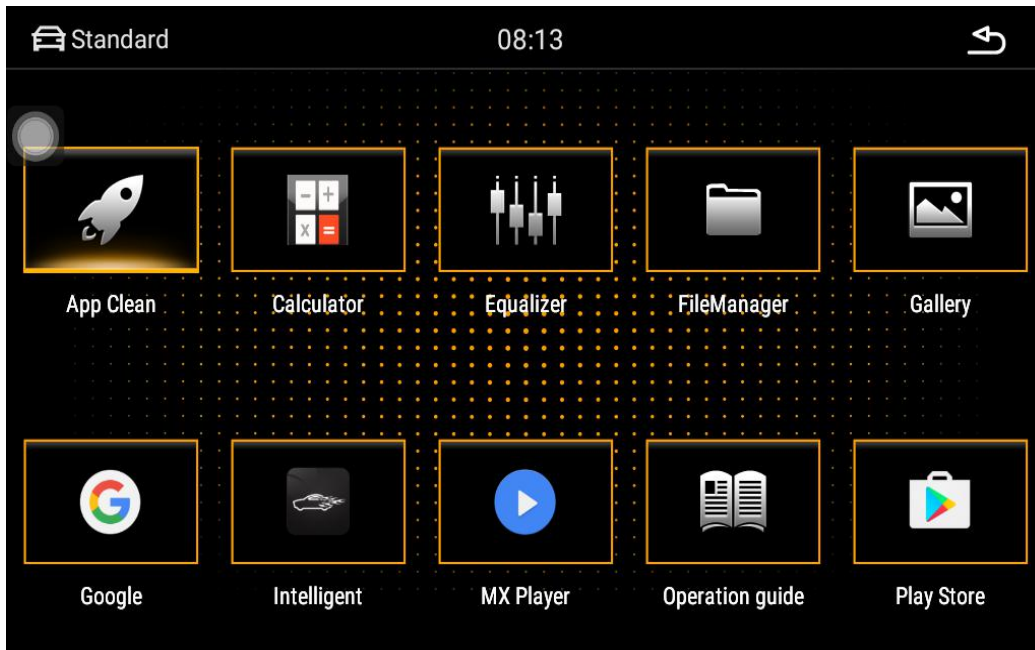 Standard
08:13
App Clean
Calculator
Equalizer
FileManager
Gallery
Google
Intelligent
MX Player
Operation guide
Play Store